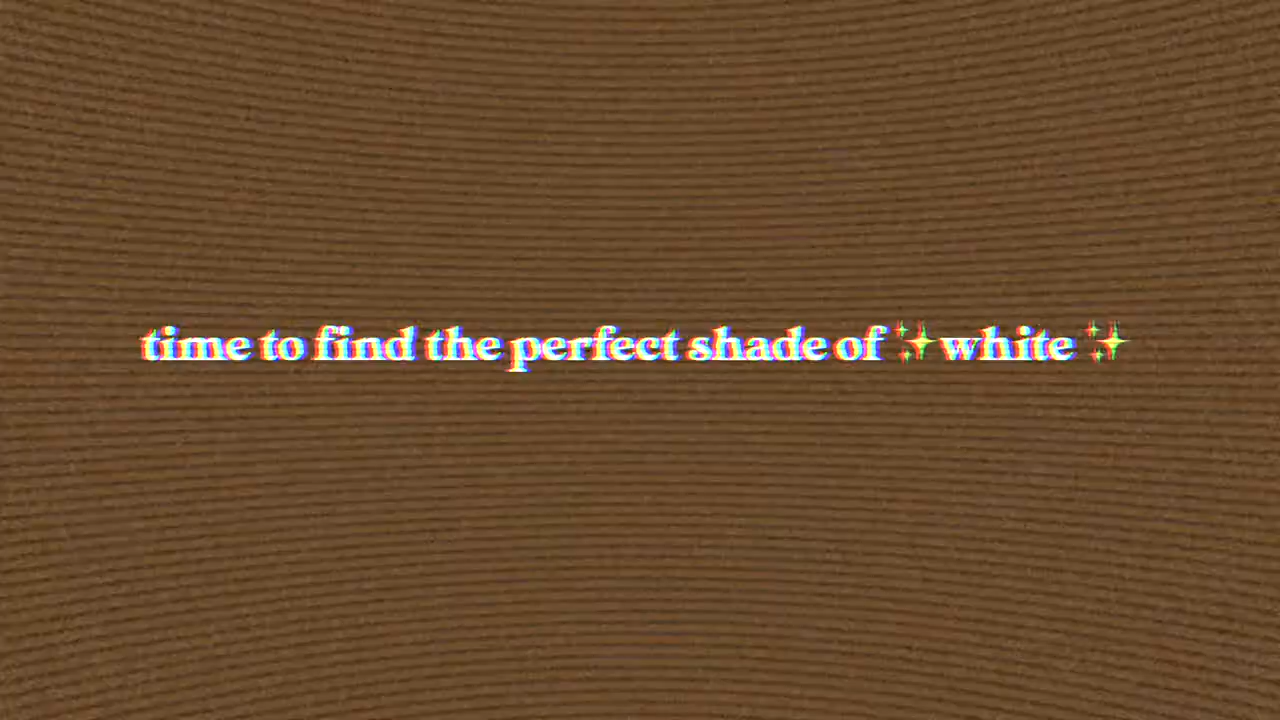 time to find the perfect shade of ✨white ✨